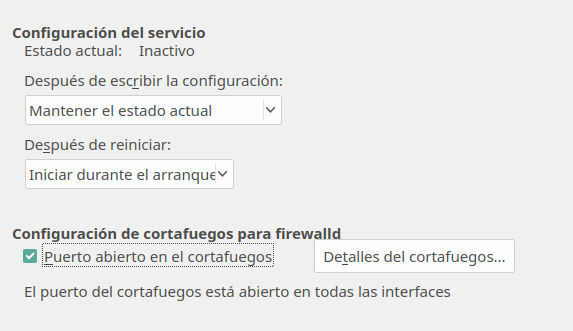 Configuración del servicio
Estado actual: Inactivo
Después de escribir la configuración:
Mantener el estado actual
Después de reiniciar:
Iniciar durante el arranque
Configuración de cortafuegos para firewalld
Puerto abierto en el cortafuegos
Detalles del cortafuegos...
El puerto del cortafuegos está abierto en todas las interfaces